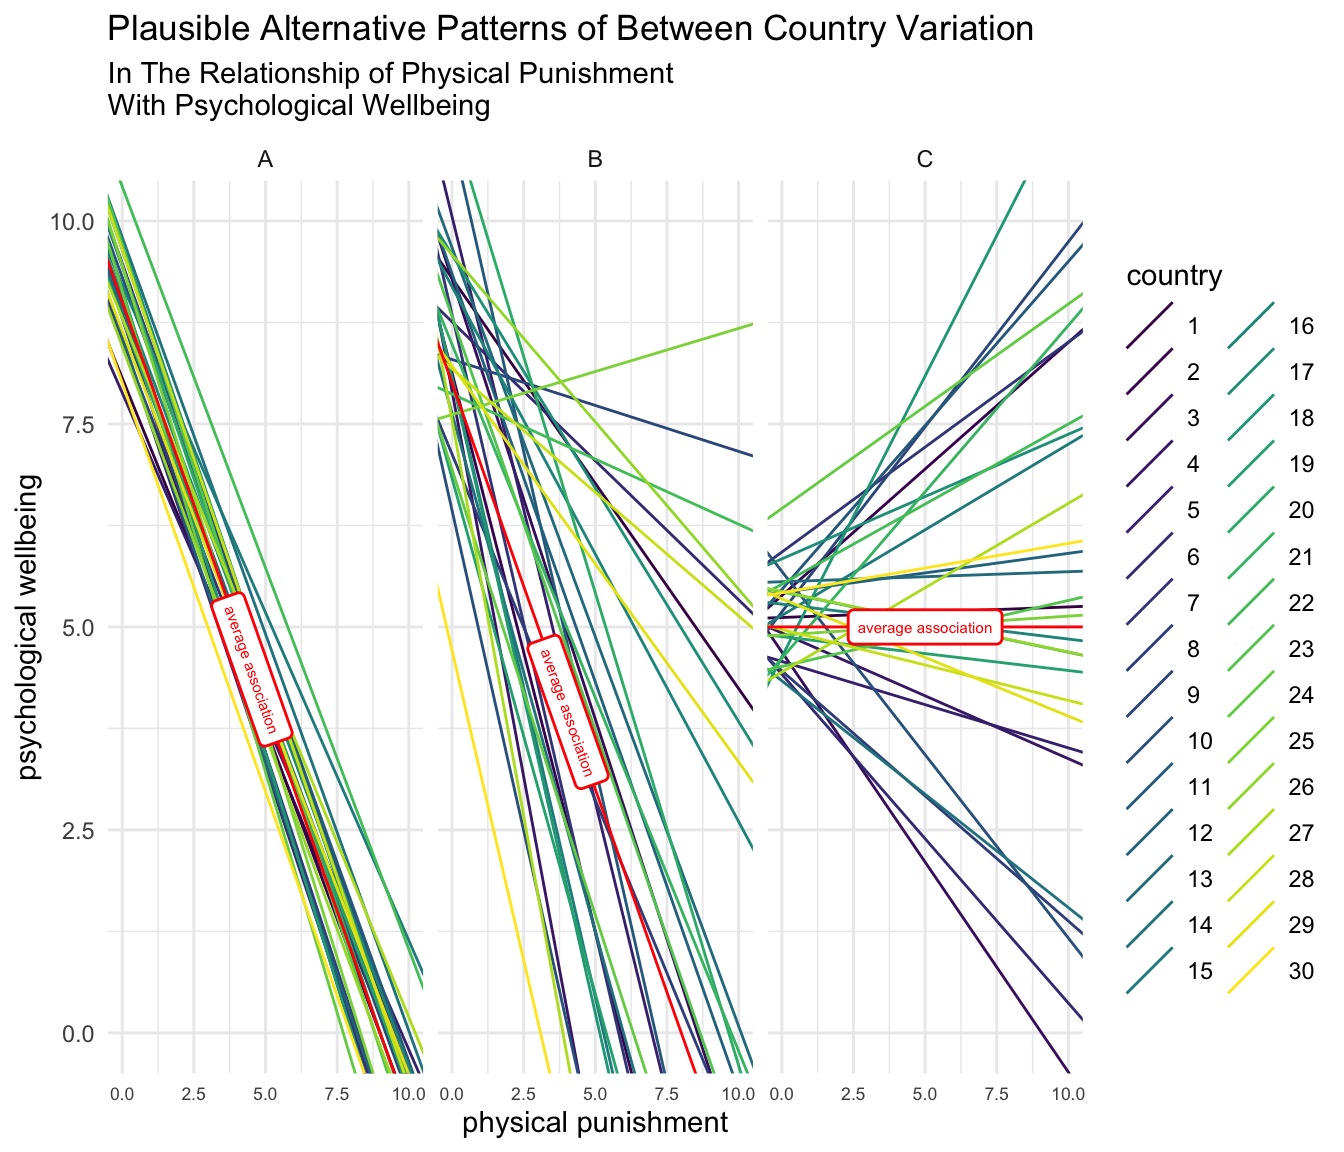 Plausible Alternative Patterns of Between Country Variation
In The Relationship of Physical Punishment
With Psychological Wellbeing
A
B
C
psychological wellbeing
10.0
7.5
5.0
2.5
0.0
average association
average association
average association
0.0 2.5 5.0 7.5 10.0
0.0 2.5 5.0 7.5 10.0
0.0 2.5 5.0 7.5 10.0
physical punishment
country
1
2
3
4
5
6
7
8
9
10
11
12
13
14
15
16
17
18
19
20
21
22
23
24
25
26
27
28
29
30